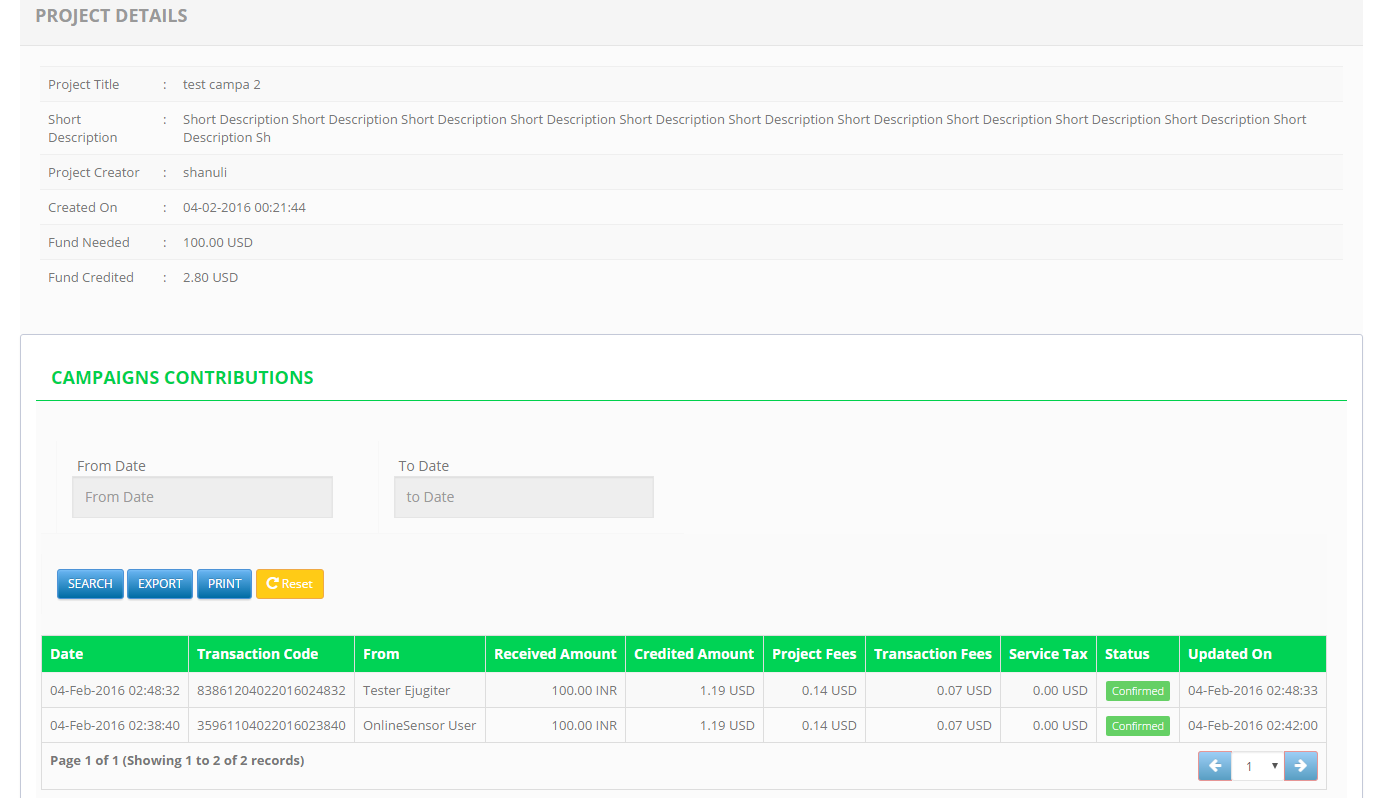 PROJECT DETAILS
Project Title : test campa 2
Short Description : Short Description Short Description Short Description Short Description Short Description Short Description Short Description Short Description Short Description Short Description Short
Description Sh
Project Creator : shanuli
Created On : 04-02-2016 00:21:44
Fund Needed : 100.00 USD
Fund Credited : 2.80 USD
CAMPAIGNS CONTRIBUTIONS
From Date To Date
From Date to Date
SEARCH EXPORT PRINT Reset
Date Transaction Code From Received Amount Credited Amount Project Fees Transaction Fees Service Tax Status Updated On
04-Feb-2016 02:48:32 83861204022016024832 Tester Ejugiter 100.00 INR 1.19 USD 0.14 USD 0.07 USD 0.00 USD Confirmed 04-Feb-2016 02:48:33
04-Feb-2016 02:38:40 35961104022016023840 OnlineSensor User 100.00 INR 1.19 USD 0.14 USD 0.07 USD 0.00 USD Confirmed 04-Feb-2016 02:42:00
Page 1 of 1 (Showing 1 to 2 of 2 records) 1